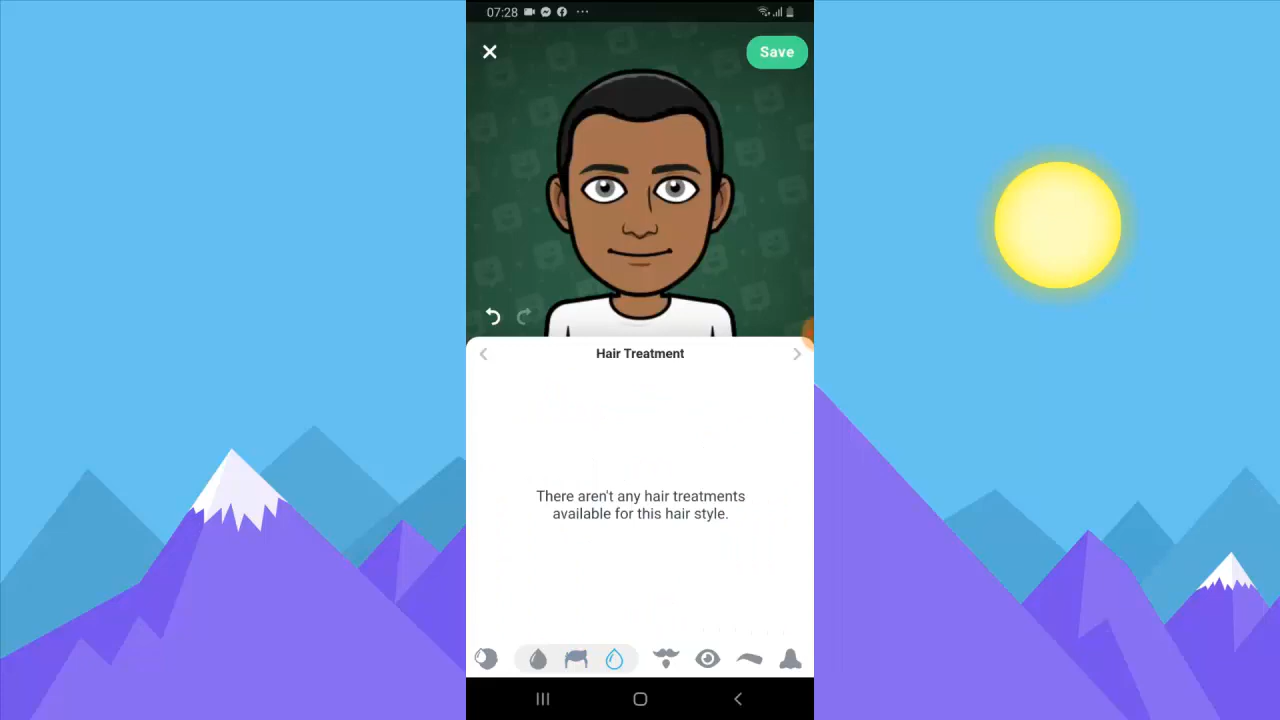 07:28
Save
Hair Treatment
There aren't any hair treatments
available for this hair style.